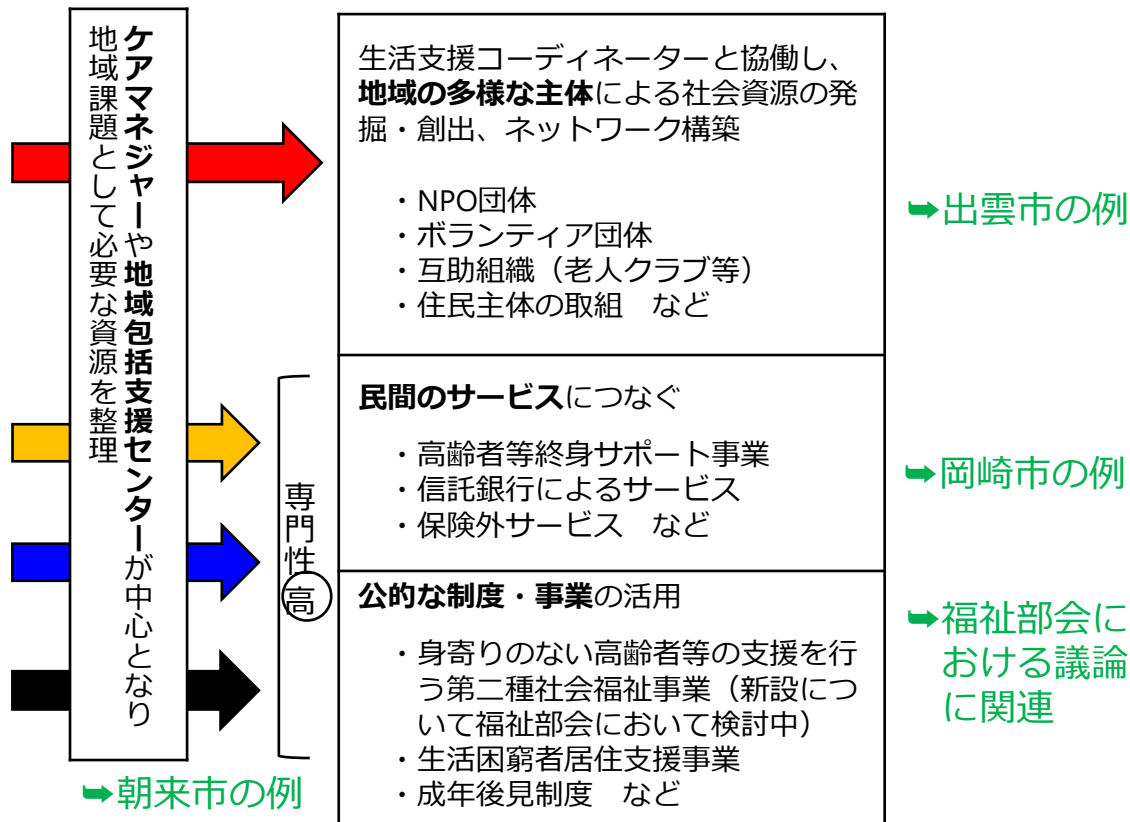 ケアマネジャーや地域包括支援センターが中心となり
地域課題として必要な資源を整理
➥朝来市の例
専門性高
生活支援コーディネーターと協働し、
地域の多様な主体による社会資源の発
掘・創出、ネットワーク構築
・NPO団体
・ボランティア団体
・互助組織（老人クラブ等）
・住民主体の取組　など
➥出雲市の例
民間のサービスにつなぐ
・高齢者等終身サポート事業
・信託銀行によるサービス
・保険外サービス　など
➥岡崎市の例
公的な制度・事業の活用
・身寄りのない高齢者等の支援を行
う第二種社会福祉事業（新設につ
いて福祉部会において検討中）
・生活困窮者居住支援事業
・成年後見制度　など
➥福祉部会に
おける議論
に関連